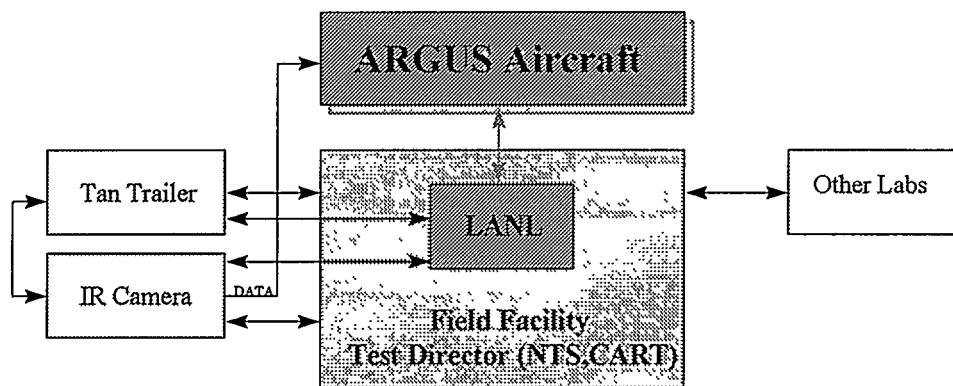 ARGUS Aircraft
Tan Trailer
Other Labs
LANL
IR Camera
DATA
Field Facility
Test Director (NTS,CART)